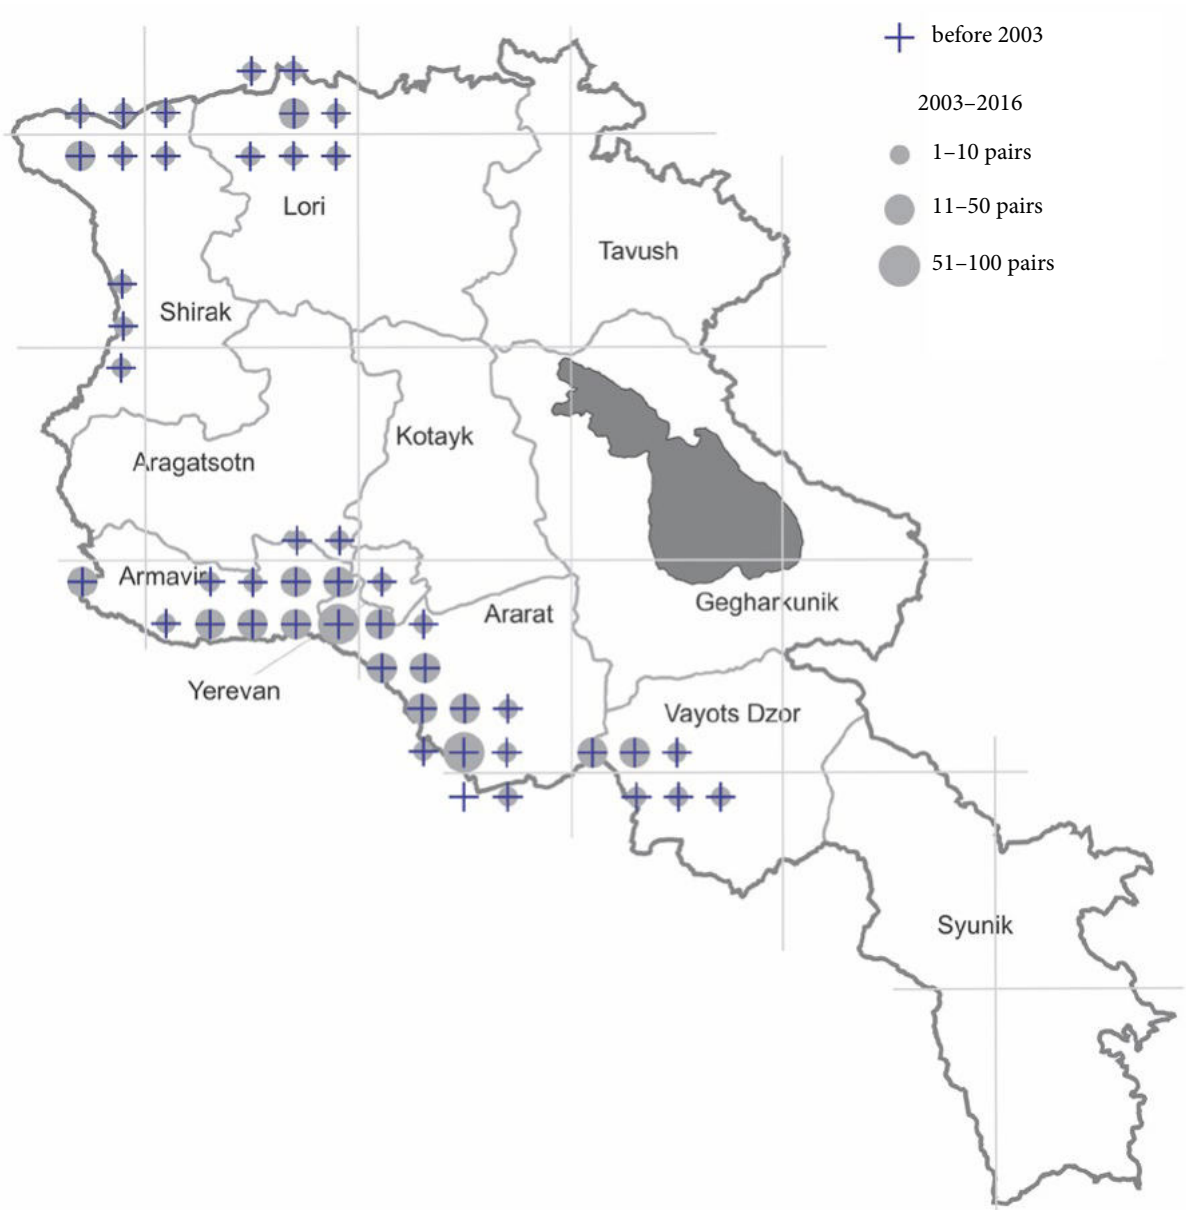 before 2003
2003–2016
1–10 pairs
11–50 pairs
51–100 pairs
Lori
Tavush
Shirak
Kotayk
Aragatsotn
Armavir
Ararat
Gegharkunik
Yerevan
Vayots Dzor
Syunik